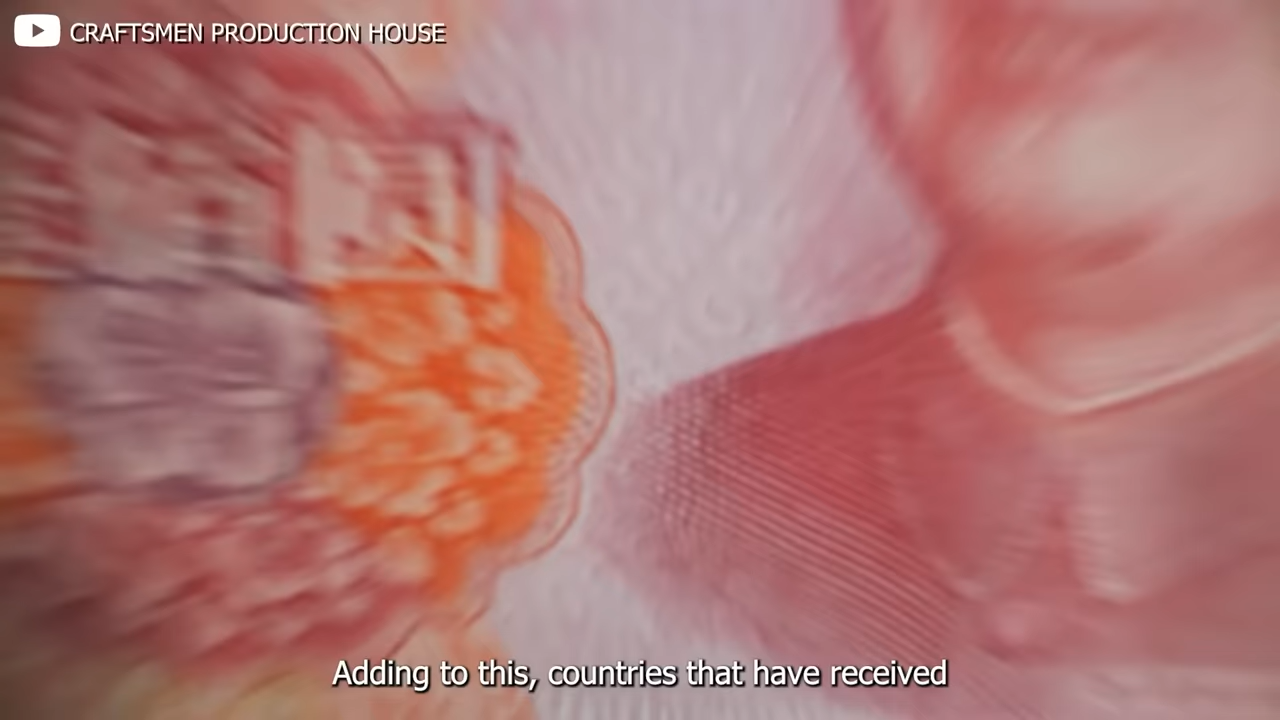 CRAFTSMEN PRODUCTION HOUSE
Adding to this, countries that have received